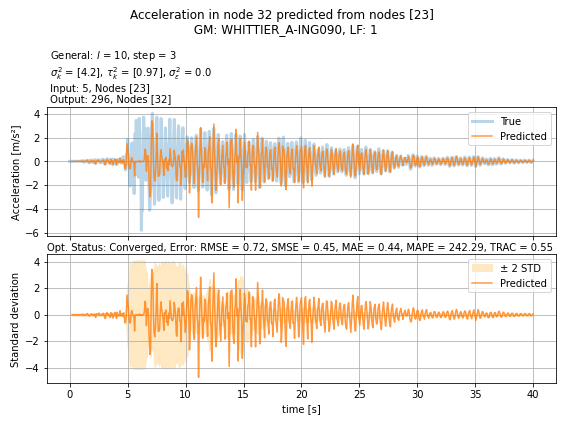 Acceleration in node 32 predicted from nodes [23]
GM: WHITTIER_A-ING090, LF: 1
General: l = 10, step = 3
σ²ₖ = [4.2], τ²ₖ = [0.97], σ²ε = 0.0
Input: 5, Nodes [23]
Output: 296, Nodes [32]
Acceleration [m/s²]
4
2
0
−2
−4
−6
True
Predicted
Opt. Status: Converged, Error: RMSE = 0.72, SMSE = 0.45, MAE = 0.44, MAPE = 242.29, TRAC = 0.55
Standard deviation
4
2
0
−2
−4
± 2 STD
Predicted
0 5 10 15 20 25 30 35 40
time [s]